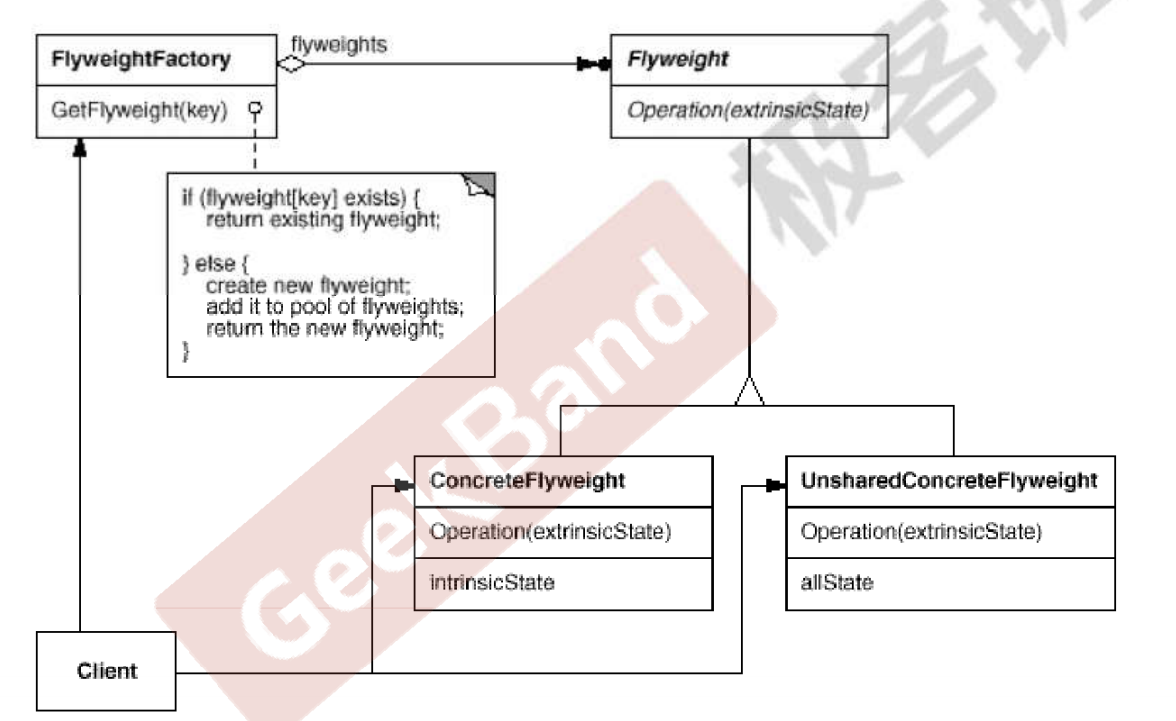 flyweights
FlyweightFactory
Flyweight
GetFlyweight(key)
Operation(extrinsicState)
if (flyweight[key] exists) {
return existing flyweight;
} else {
create new flyweight;
add it to pool of flyweights;
return the new flyweight;
}
ConcreteFlyweight
UnsharedConcreteFlyweight
Operation(extrinsicState)
Operation(extrinsicState)
intrinsicState
allState
Client
GeekBand
极客班